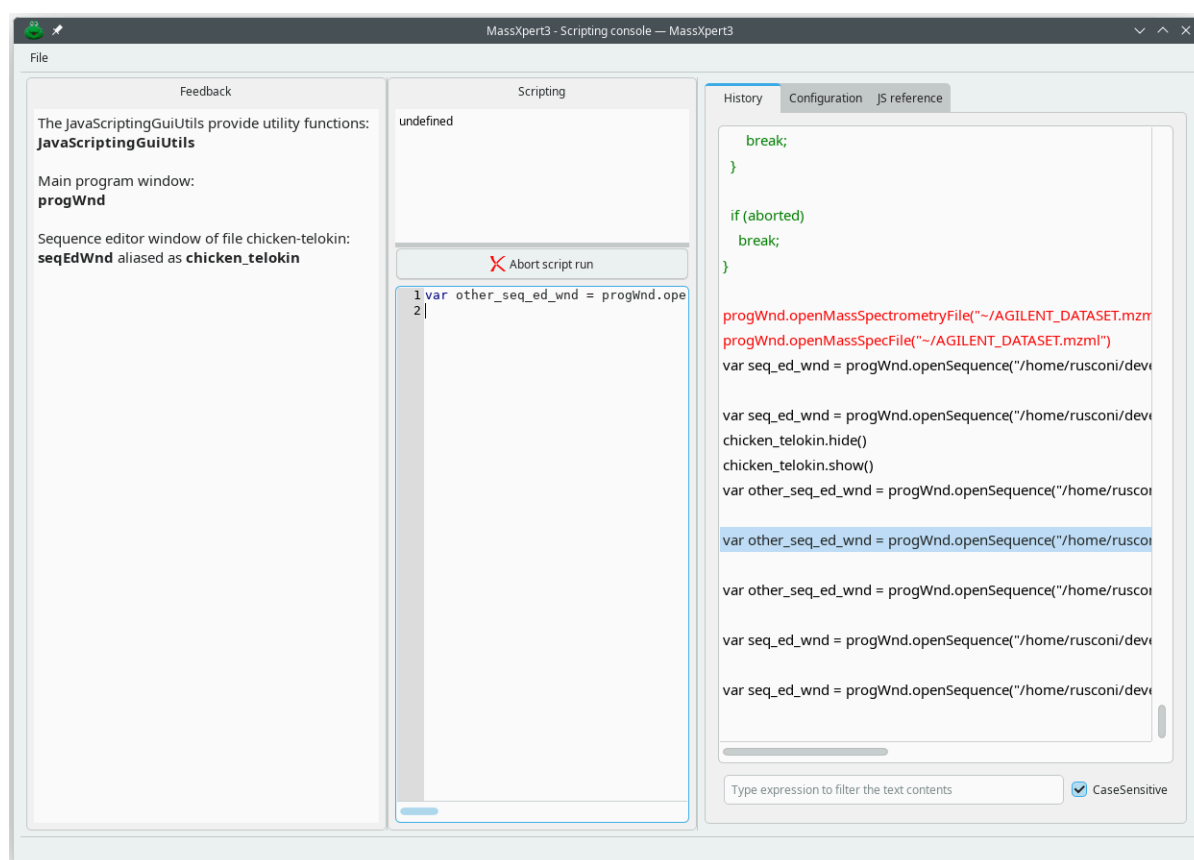 MassXpert3 - Scripting console — MassXpert3
File
Feedback
The JavaScriptingGuiUtils provide utility functions:
JavaScriptingGuiUtils
Main program window:
progWnd
Sequence editor window of file chicken-telokin:
seqEdWnd aliased as chicken_telokin
Scripting
undefined
Abort script run
1 var other_seq_ed_wnd = progWnd.ope
2
History Configuration JS reference
break;
}
if (aborted)
break;
}
progWnd.openMassSpectrometryFile("~/AGILENT_DATASET.mzm
progWnd.openMassSpecFile("~/AGILENT_DATASET.mzml")
var seq_ed_wnd = progWnd.openSequence("/home/rusconi/deve
var seq_ed_wnd = progWnd.openSequence("/home/rusconi/deve
chicken_telokin.hide()
chicken_telokin.show()
var other_seq_ed_wnd = progWnd.openSequence("/home/rusco
var other_seq_ed_wnd = progWnd.openSequence("/home/rusco
var other_seq_ed_wnd = progWnd.openSequence("/home/rusco
var seq_ed_wnd = progWnd.openSequence("/home/rusconi/deve
var seq_ed_wnd = progWnd.openSequence("/home/rusconi/deve
Type expression to filter the text contents
CaseSensitive